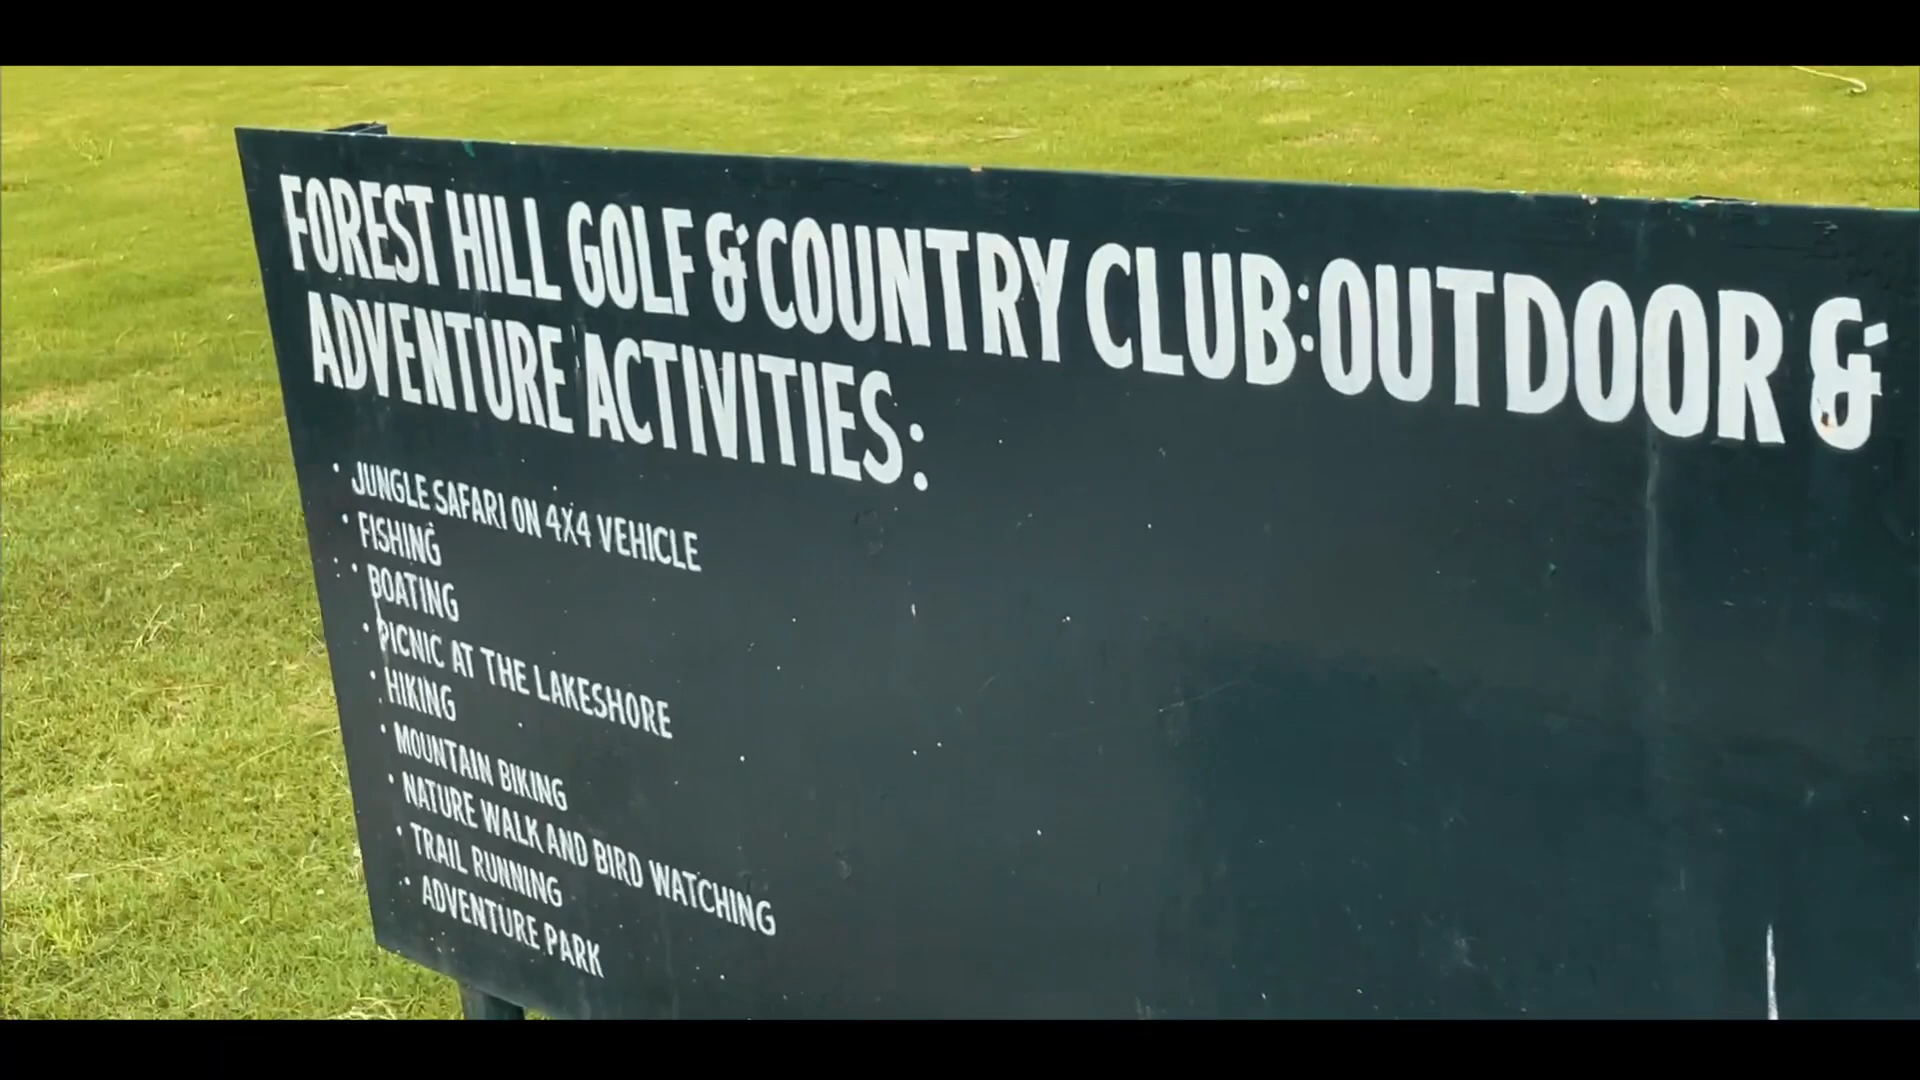 FOREST HILL GOLF & COUNTRY CLUB:OUTDOOR &
ADVENTURE ACTIVITIES:
· JUNGLE SAFARI ON 4X4 VEHICLE
· FISHING
· BOATING
· PICNIC AT THE LAKESHORE
· HIKING
· MOUNTAIN BIKING
· NATURE WALK AND BIRD WATCHING
· TRAIL RUNNING
· ADVENTURE PARK